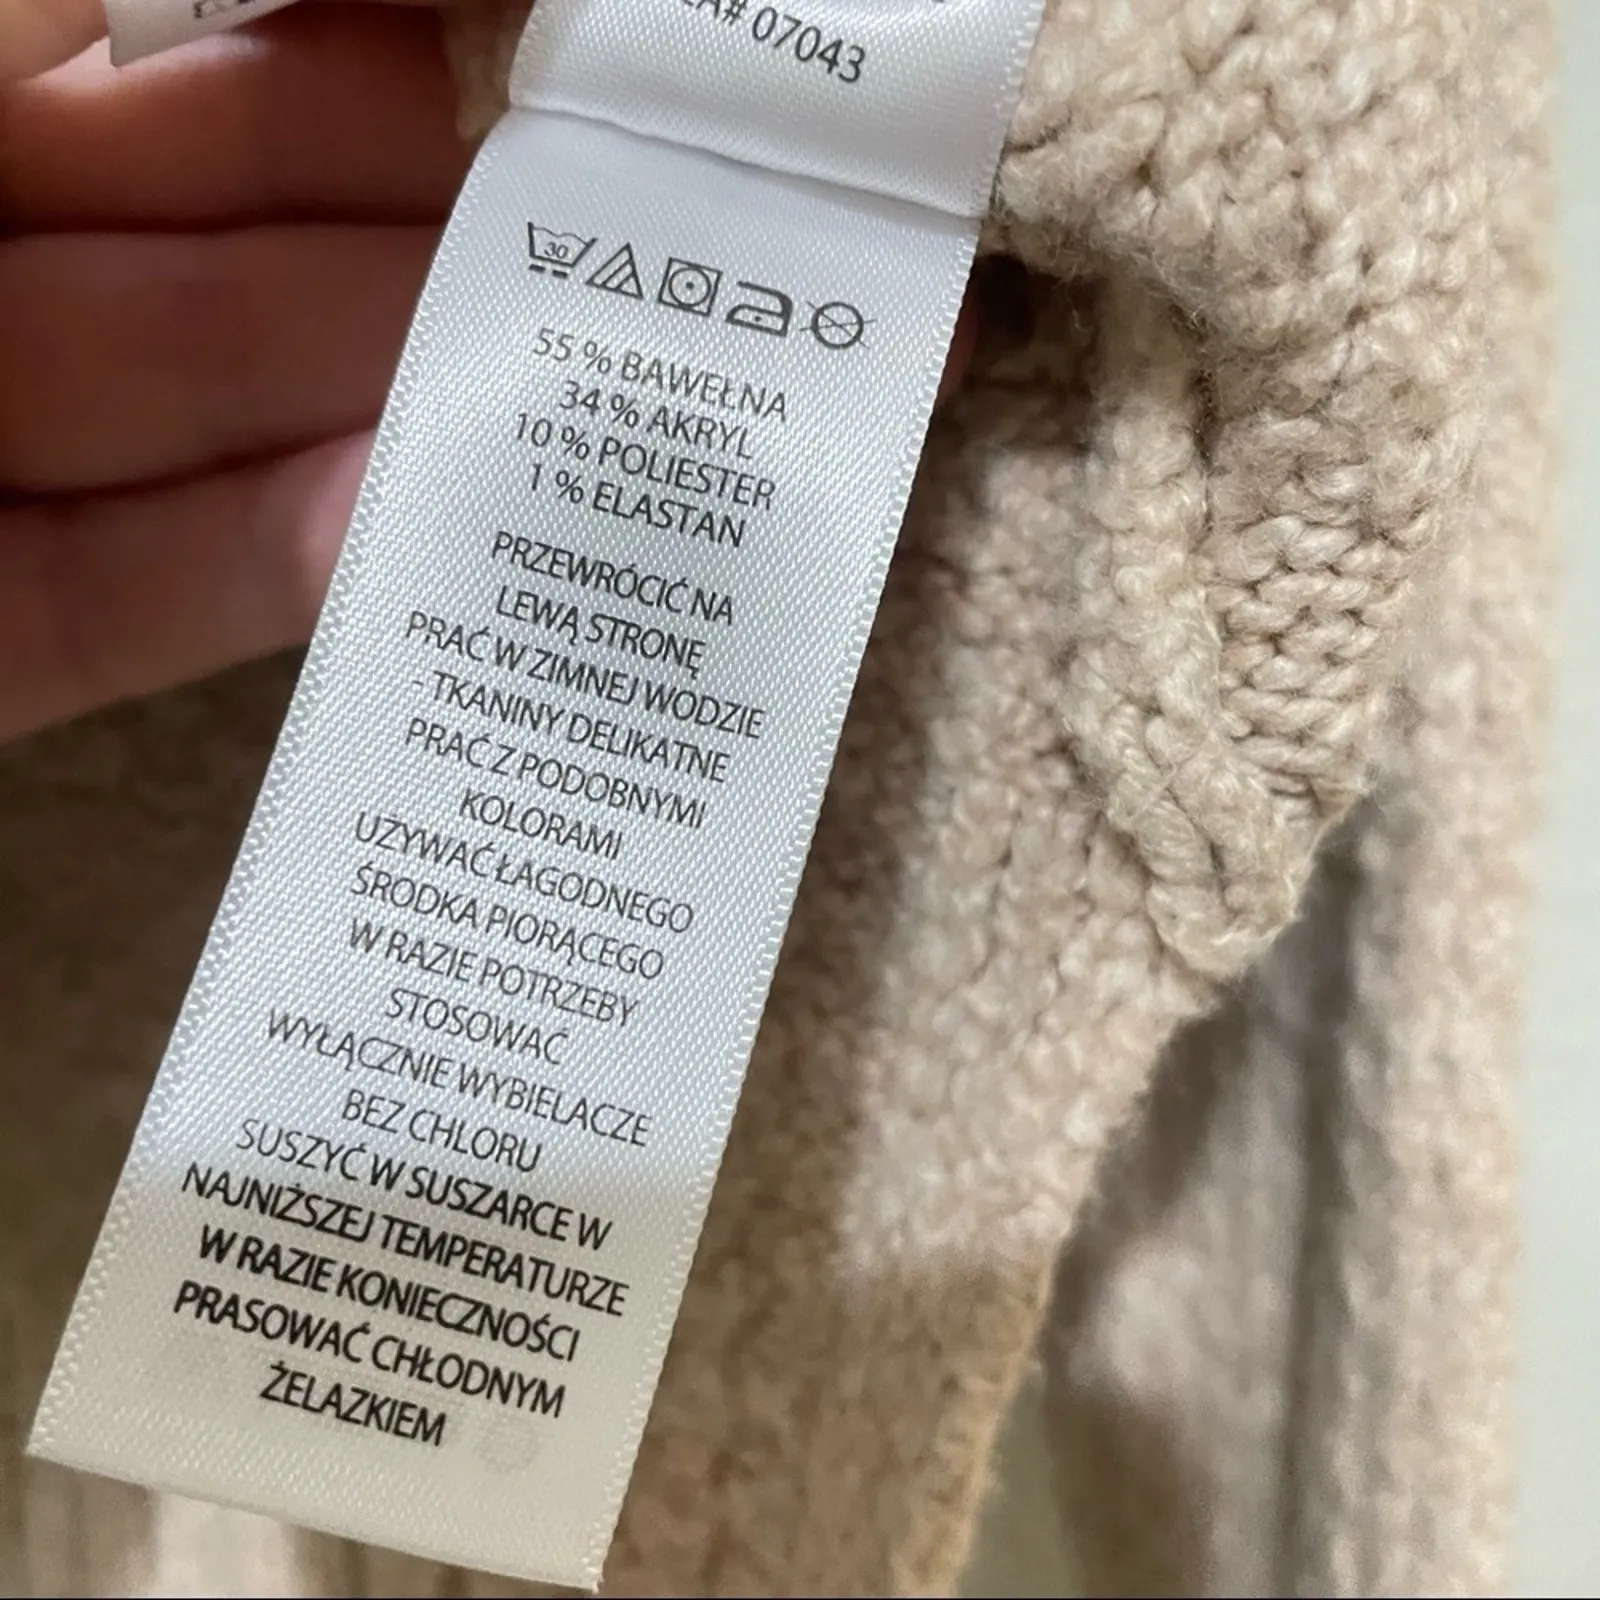 07043
30
55 % BAWEŁNA
34 % AKRYL
10 % POLIESTER
1 % ELASTAN
PRZEWRÓCIĆ NA
LEWĄ STRONĘ
PRAĆ W ZIMNEJ WODZIE
- TKANINY DELIKATNE
PRAĆ Z PODOBNYMI
KOLORAMI
UŻYWAĆ ŁAGODNEGO
ŚRODKA PIORĄCEGO
W RAZIE POTRZEBY
STOSOWAĆ
WYŁĄCZNIE WYBIELACZE
BEZ CHLORU
SUSZYĆ W SUSZARCE W
NAJNIŻSZEJ TEMPERATURZE
W RAZIE KONIECZNOŚCI
PRASOWAĆ CHŁODNYM
ŻELAZKIEM